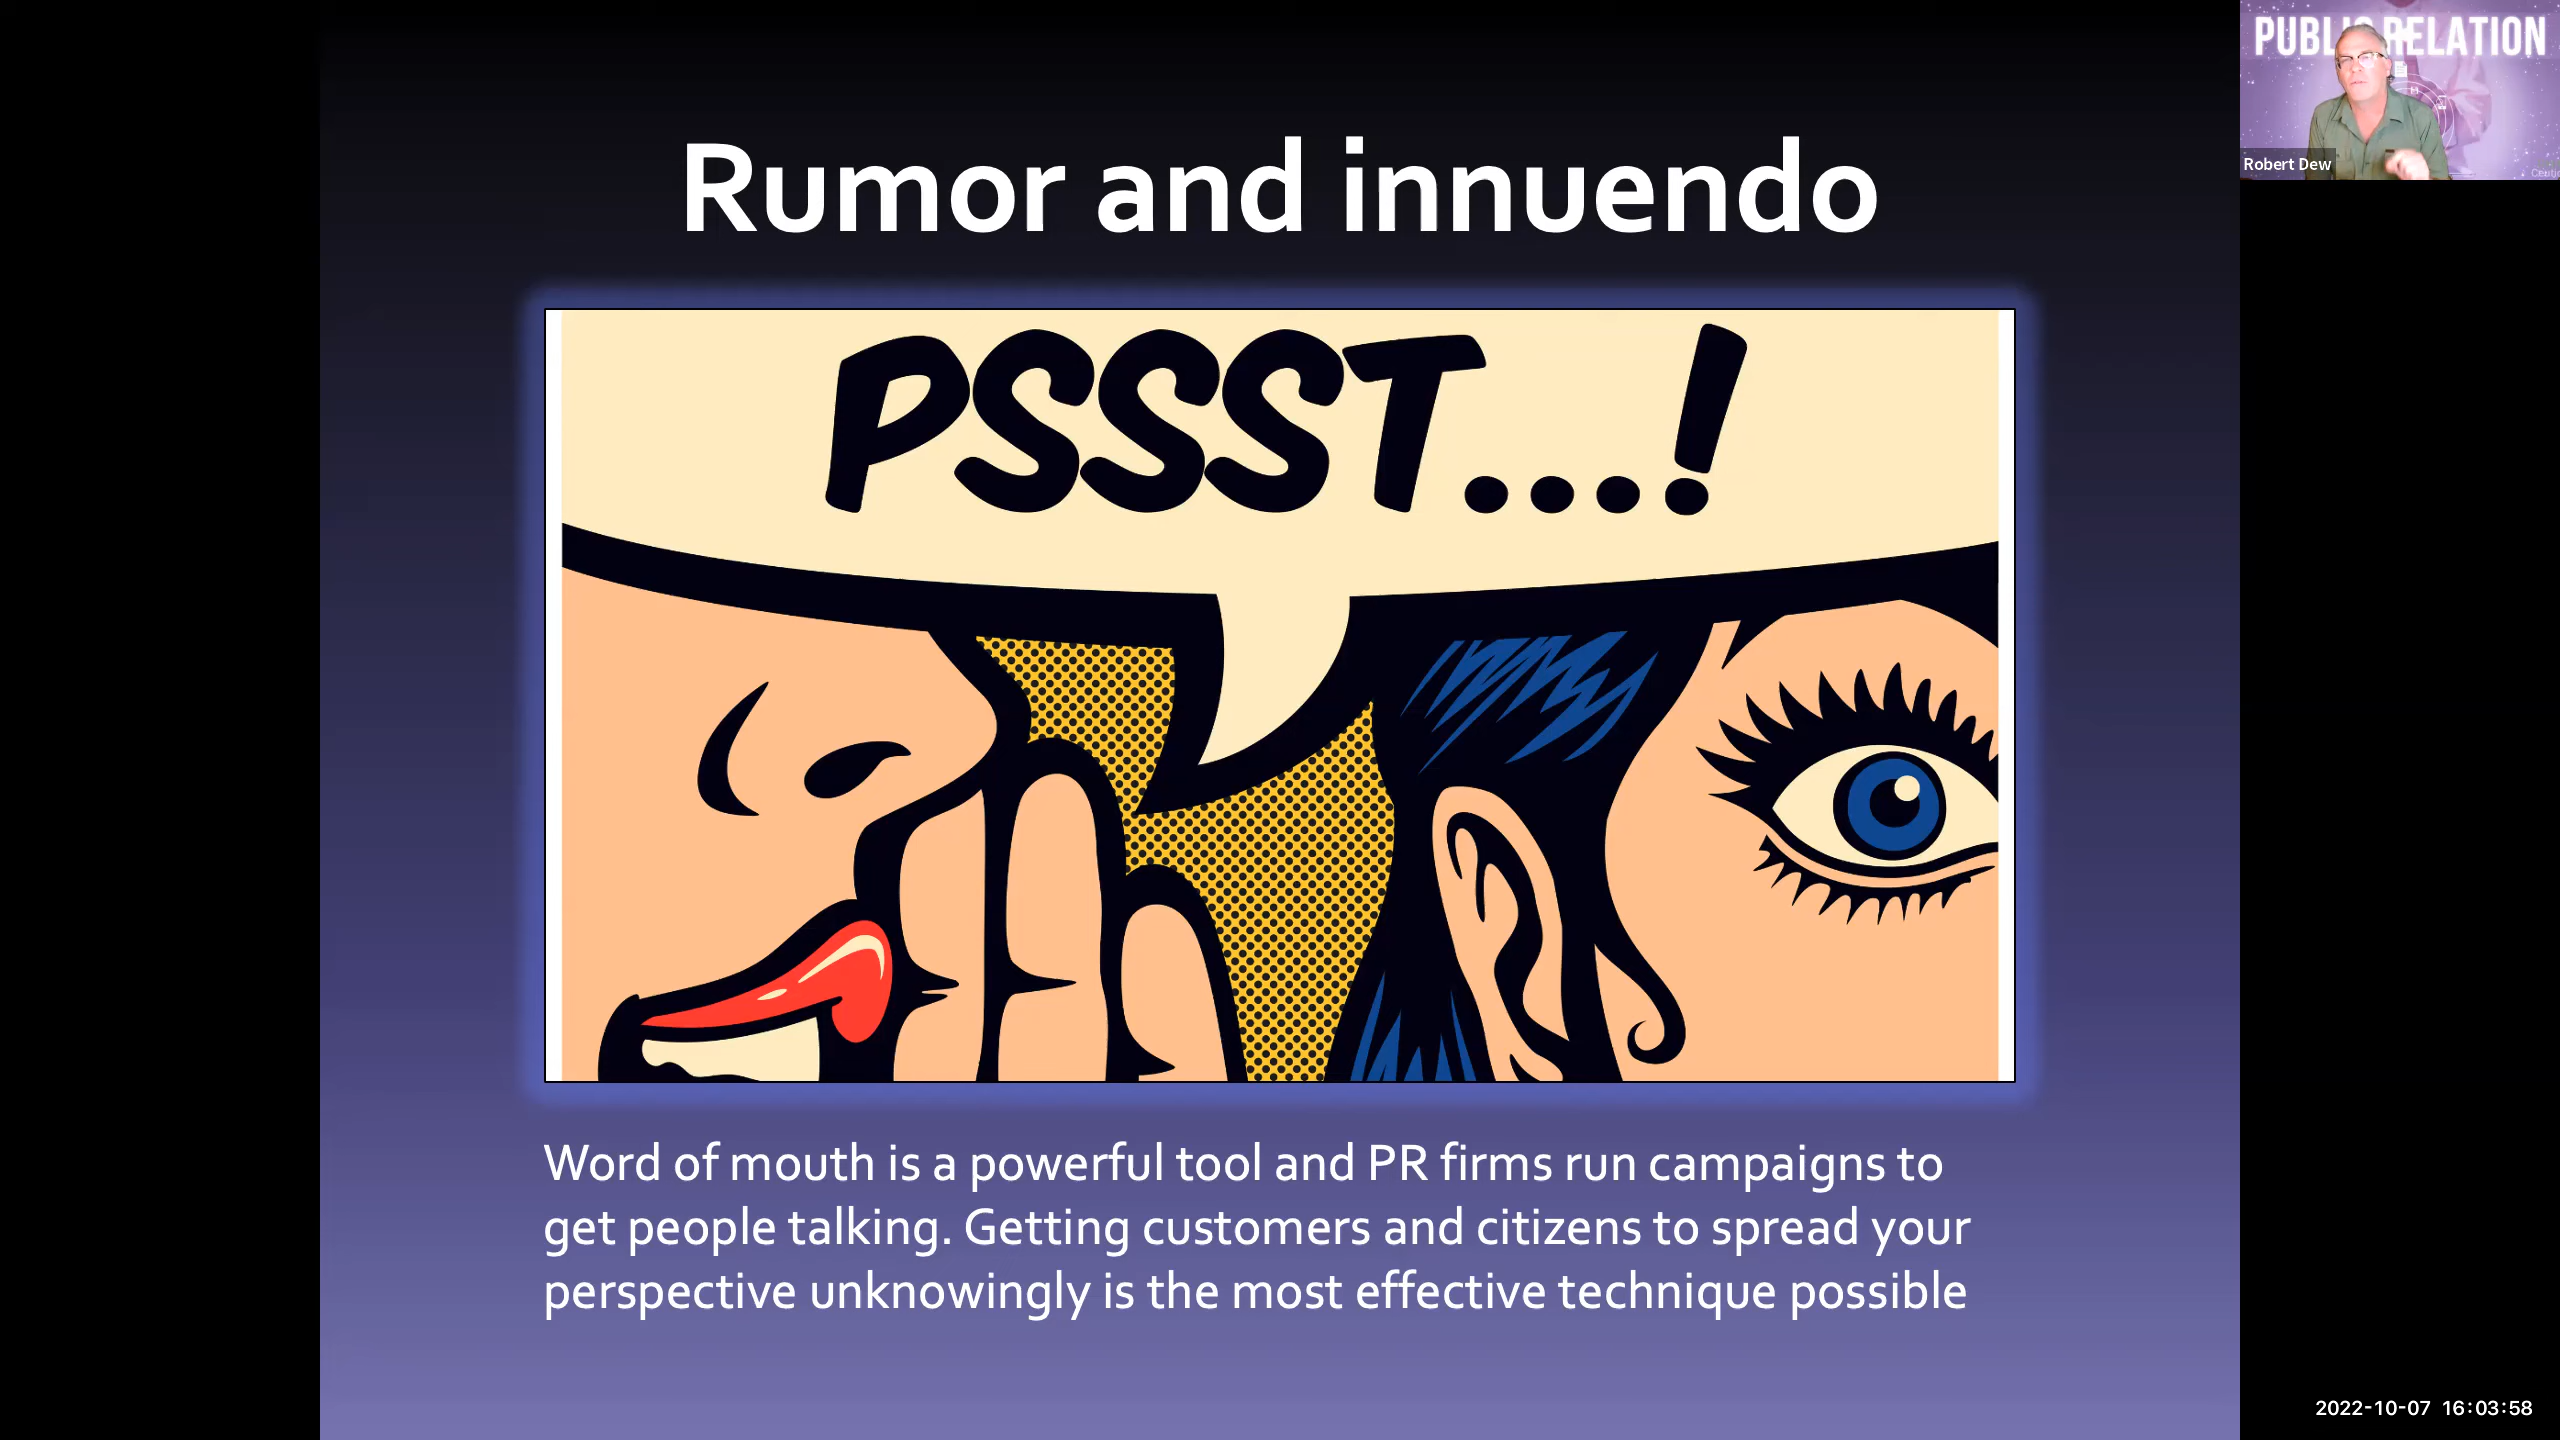 Rumor and innuendo
PSSST...!
Word of mouth is a powerful tool and PR firms run campaigns to
get people talking. Getting customers and citizens to spread your
perspective unknowingly is the most effective technique possible
Robert Dew
2022-10-07 16:03:58